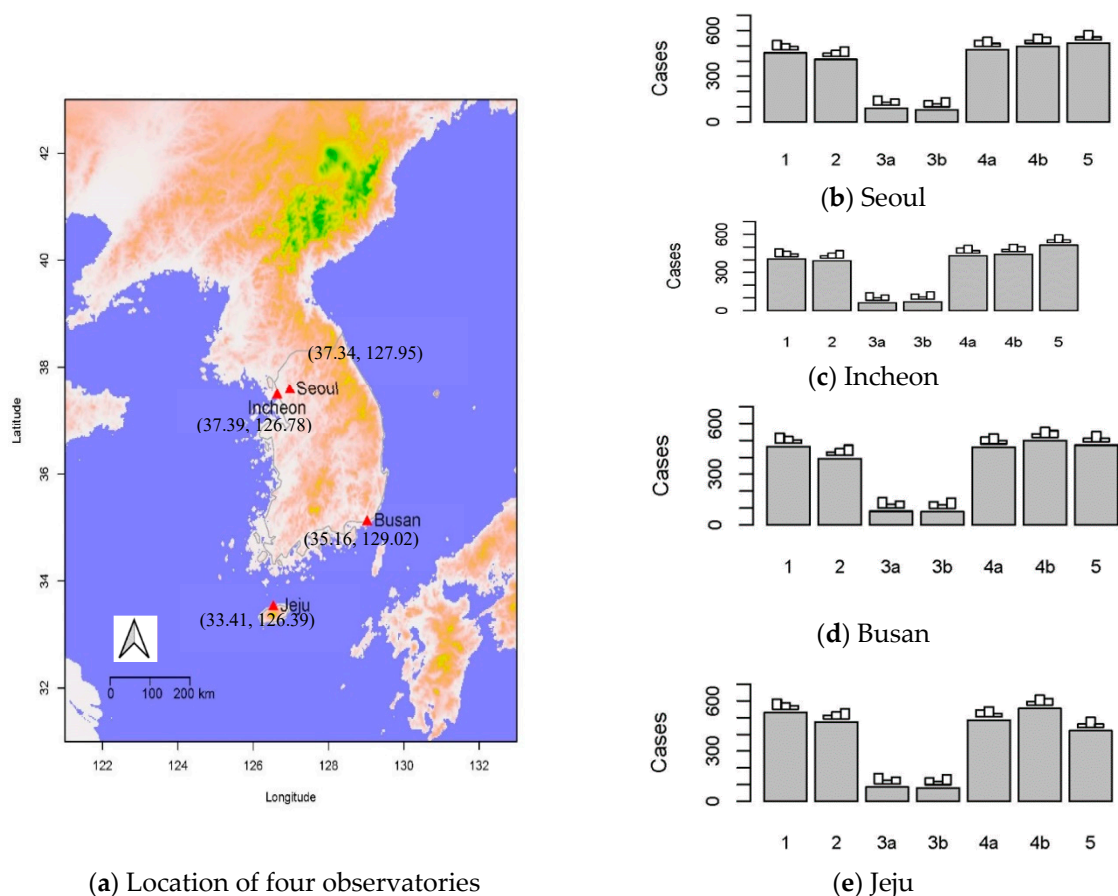 42
40
38
36
34
32
Latitude
(37.34, 127.95)
Seoul
Incheon
(37.39, 126.78)
Busan
(35.16, 129.02)
Jeju
(33.41, 126.39)
0 100 200 km
122 124 126 128 130 132
Longitude
(a) Location of four observatories
Cases
600
300
0
1 2 3a 3b 4a 4b 5
(b) Seoul
Cases
600
300
0
1 2 3a 3b 4a 4b 5
(c) Incheon
Cases
600
300
0
1 2 3a 3b 4a 4b 5
(d) Busan
Cases
600
300
0
1 2 3a 3b 4a 4b 5
(e) Jeju